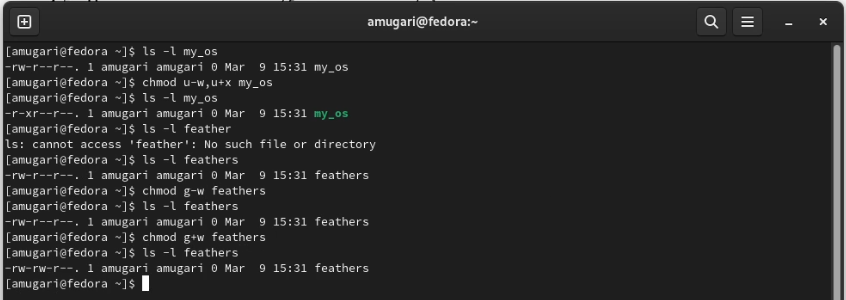 amugari@fedora:~
[amugari@fedora ~]$ ls -l my_os
-rw-r--r--. 1 amugari amugari 0 Mar  9 15:31 my_os
[amugari@fedora ~]$ chmod u-w,u+x my_os
[amugari@fedora ~]$ ls -l my_os
-r-xr--r--. 1 amugari amugari 0 Mar  9 15:31 my_os
[amugari@fedora ~]$ ls -l feather
ls: cannot access 'feather': No such file or directory
[amugari@fedora ~]$ ls -l feathers
-rw-r--r--. 1 amugari amugari 0 Mar  9 15:31 feathers
[amugari@fedora ~]$ chmod g-w feathers
[amugari@fedora ~]$ ls -l feathers
-rw-r--r--. 1 amugari amugari 0 Mar  9 15:31 feathers
[amugari@fedora ~]$ chmod g+w feathers
[amugari@fedora ~]$ ls -l feathers
-rw-rw-r--. 1 amugari amugari 0 Mar  9 15:31 feathers
[amugari@fedora ~]$